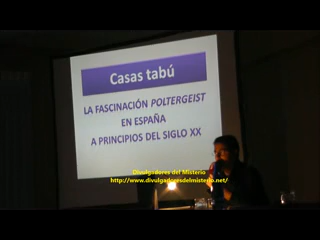 Casas tabú
LA FASCINACIÓN POLTERGEIST
EN ESPAÑA
A PRINCIPIOS DEL SIGLO XX
Divulgadores del Misterio
http://www.divulgadoresdelmisterio.net/